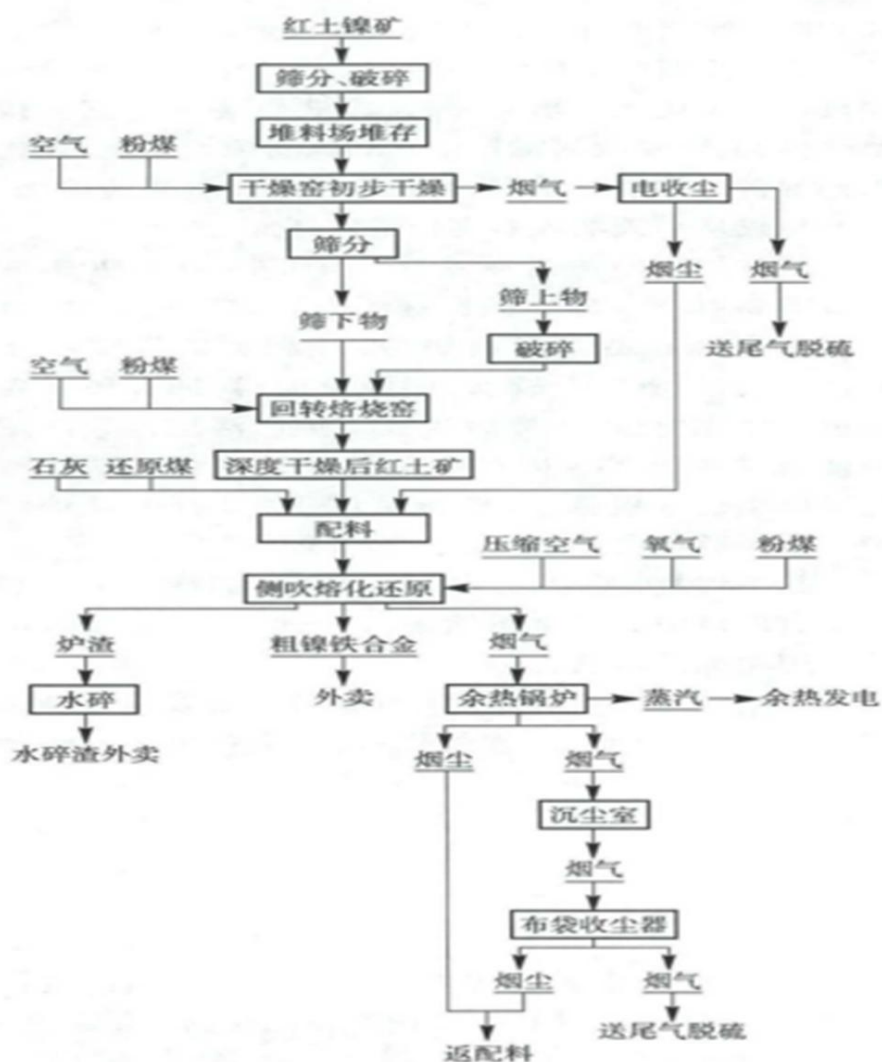 红土镍矿
筛分、破碎
堆料场堆存
空气 粉煤
干燥窑初步干燥 烟气 电收尘
筛分
烟尘 烟气
筛上物
筛下物
破碎 送尾气脱硫
空气 粉煤
回转焙烧窑
石灰 还原煤 深度干燥后红土矿
配料
压缩空气 氧气 粉煤
侧吹熔化还原
炉渣 粗镍铁合金 烟气
水碎 外卖 余热锅炉 蒸汽 余热发电
水碎渣外卖 烟尘 烟气
沉尘室
烟气
布袋收尘器
烟尘 烟气
返配料 送尾气脱硫